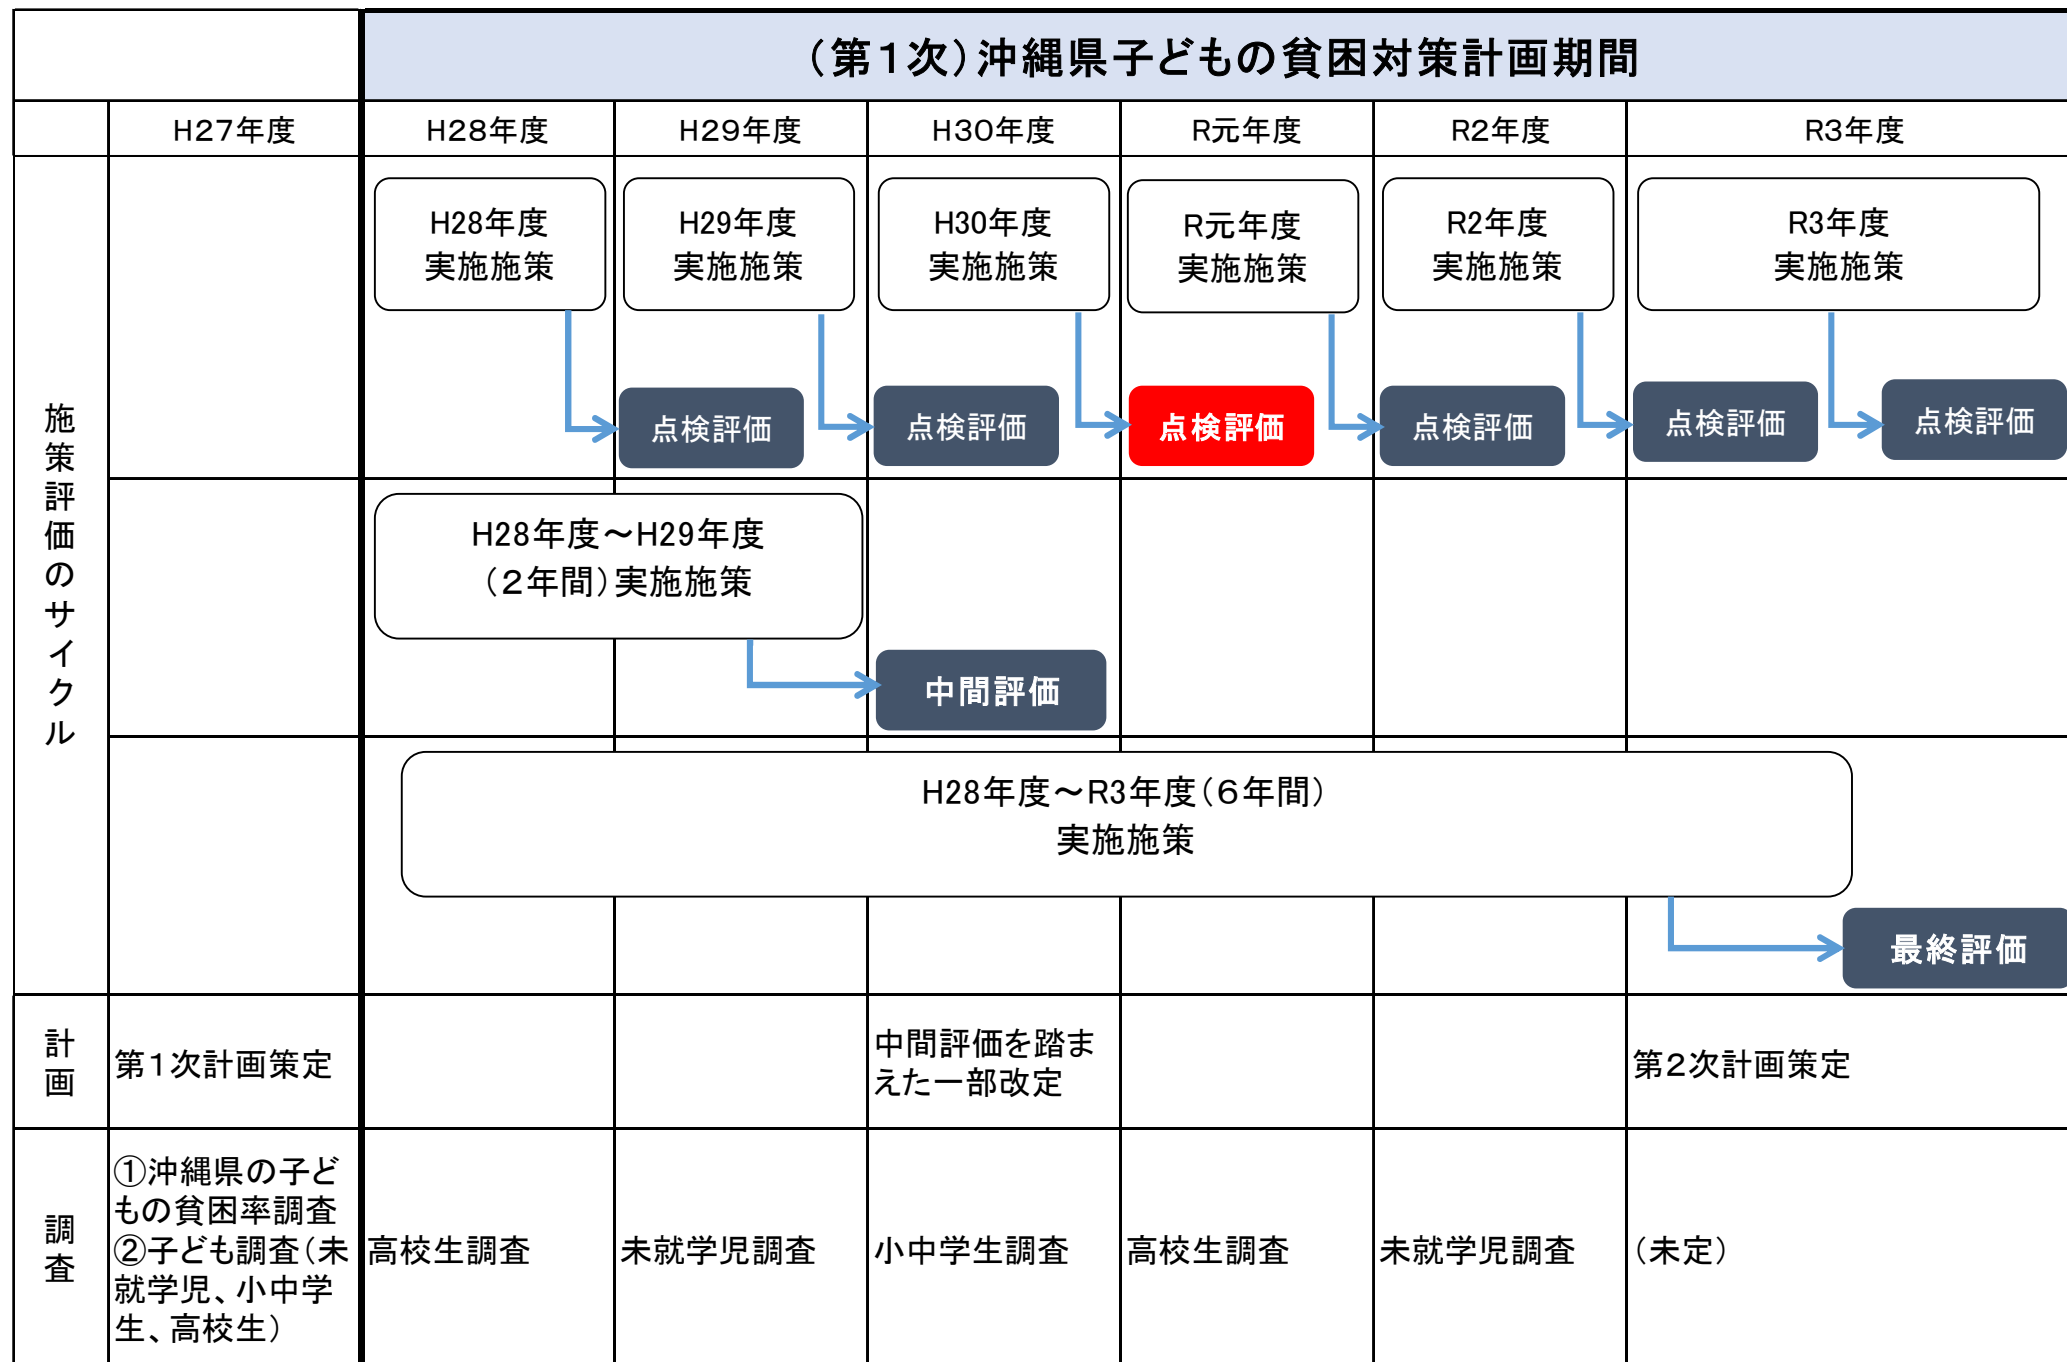 （第１次）沖縄県子どもの貧困対策計画期間
H27年度
H28年度
H29年度
H30年度
R元年度
R2年度
R3年度
施策評価のサイクル
H28年度
実施施策
H29年度
実施施策
H30年度
実施施策
R元年度
実施施策
R2年度
実施施策
R3年度
実施施策
点検評価
点検評価
点検評価
点検評価
点検評価
点検評価
H28年度～H29年度
（２年間）実施施策
中間評価
H28年度～R3年度（６年間）
実施施策
最終評価
計画
第１次計画策定
中間評価を踏ま
えた一部改定
第２次計画策定
調査
①沖縄県の子ど
もの貧困率調査
②子ども調査（未
就学児、小中学
生、高校生）
高校生調査
未就学児調査
小中学生調査
高校生調査
未就学児調査
（未定）